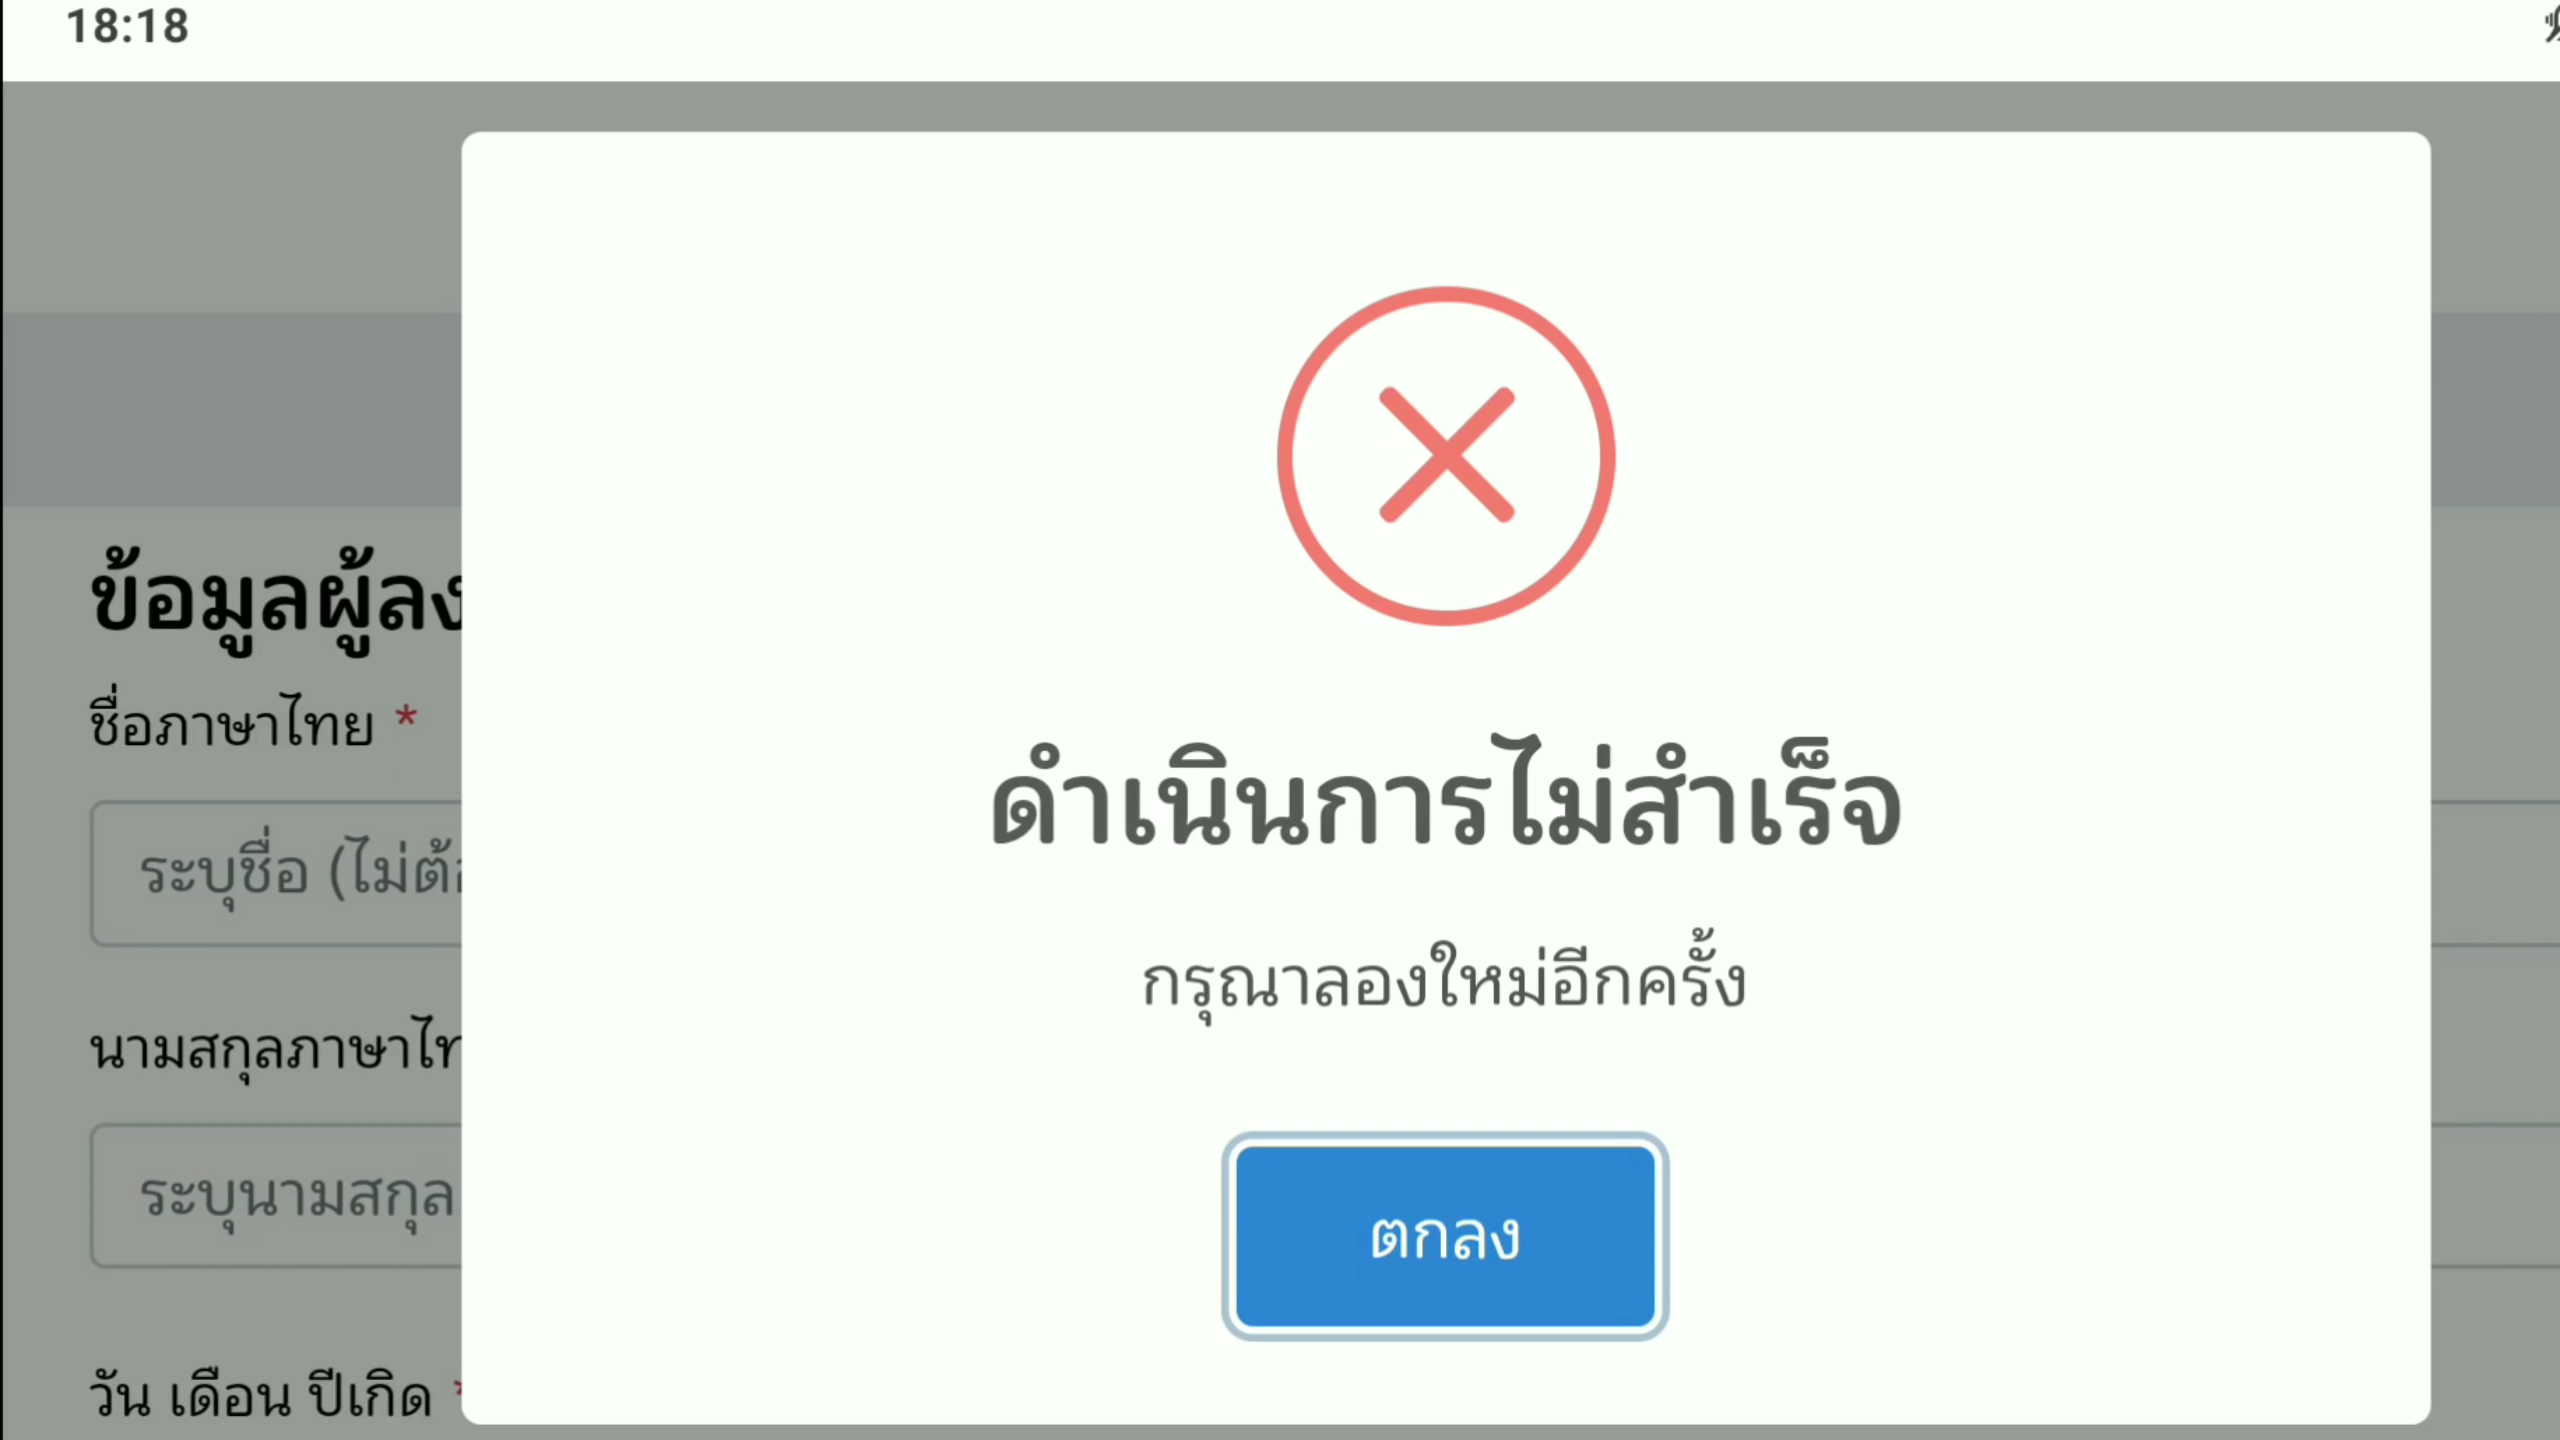 18:18
ดำเนินการไม่สำเร็จ
กรุณาลองใหม่อีกครั้ง
ตกลง
ข้อมูลผู้ลง
ชื่อภาษาไทย *
ระบุชื่อ (ไม่ต้อ
นามสกุลภาษาไท
ระบุนามสกุล
วัน เดือน ปีเกิด *